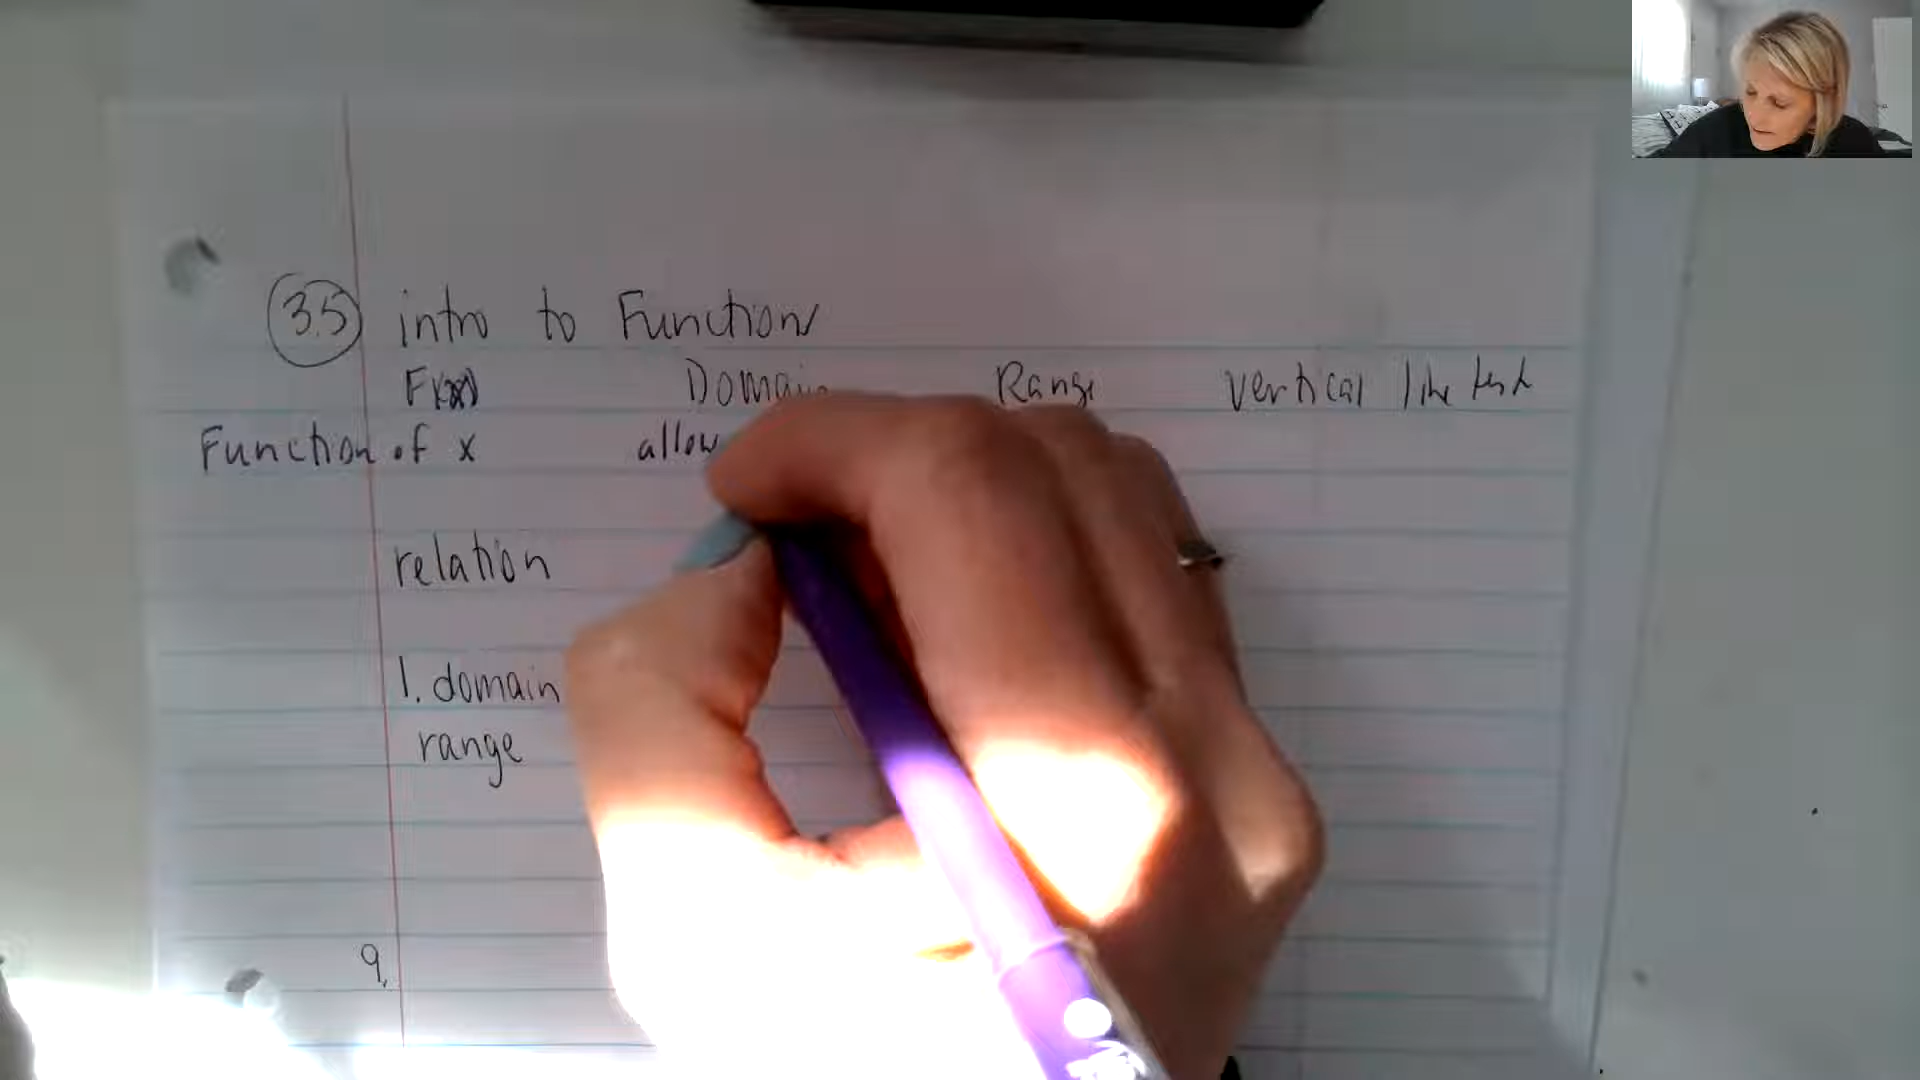 3.5 intro to Function
F(x) Domain Range vertical line test
Function of x allow
relation
1. domain
range
9.